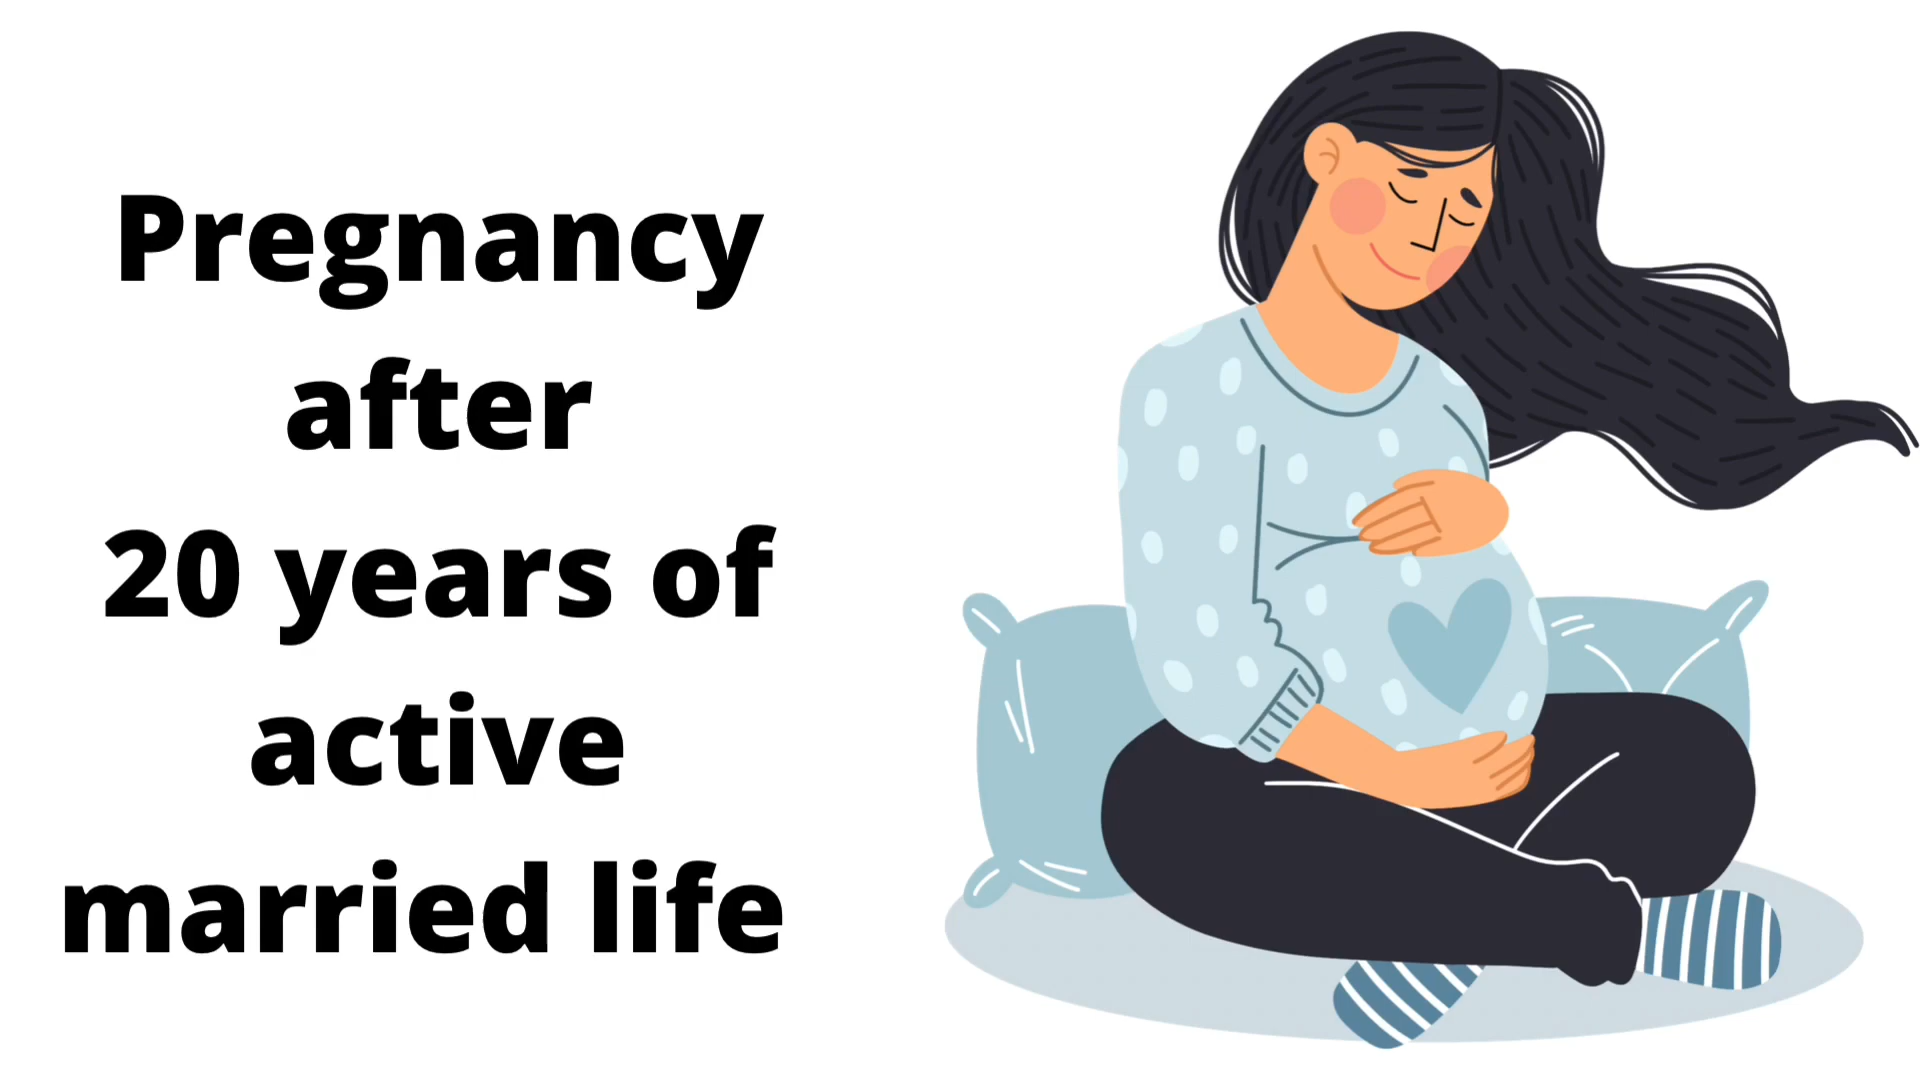 Pregnancy
after
20 years of
active
married life